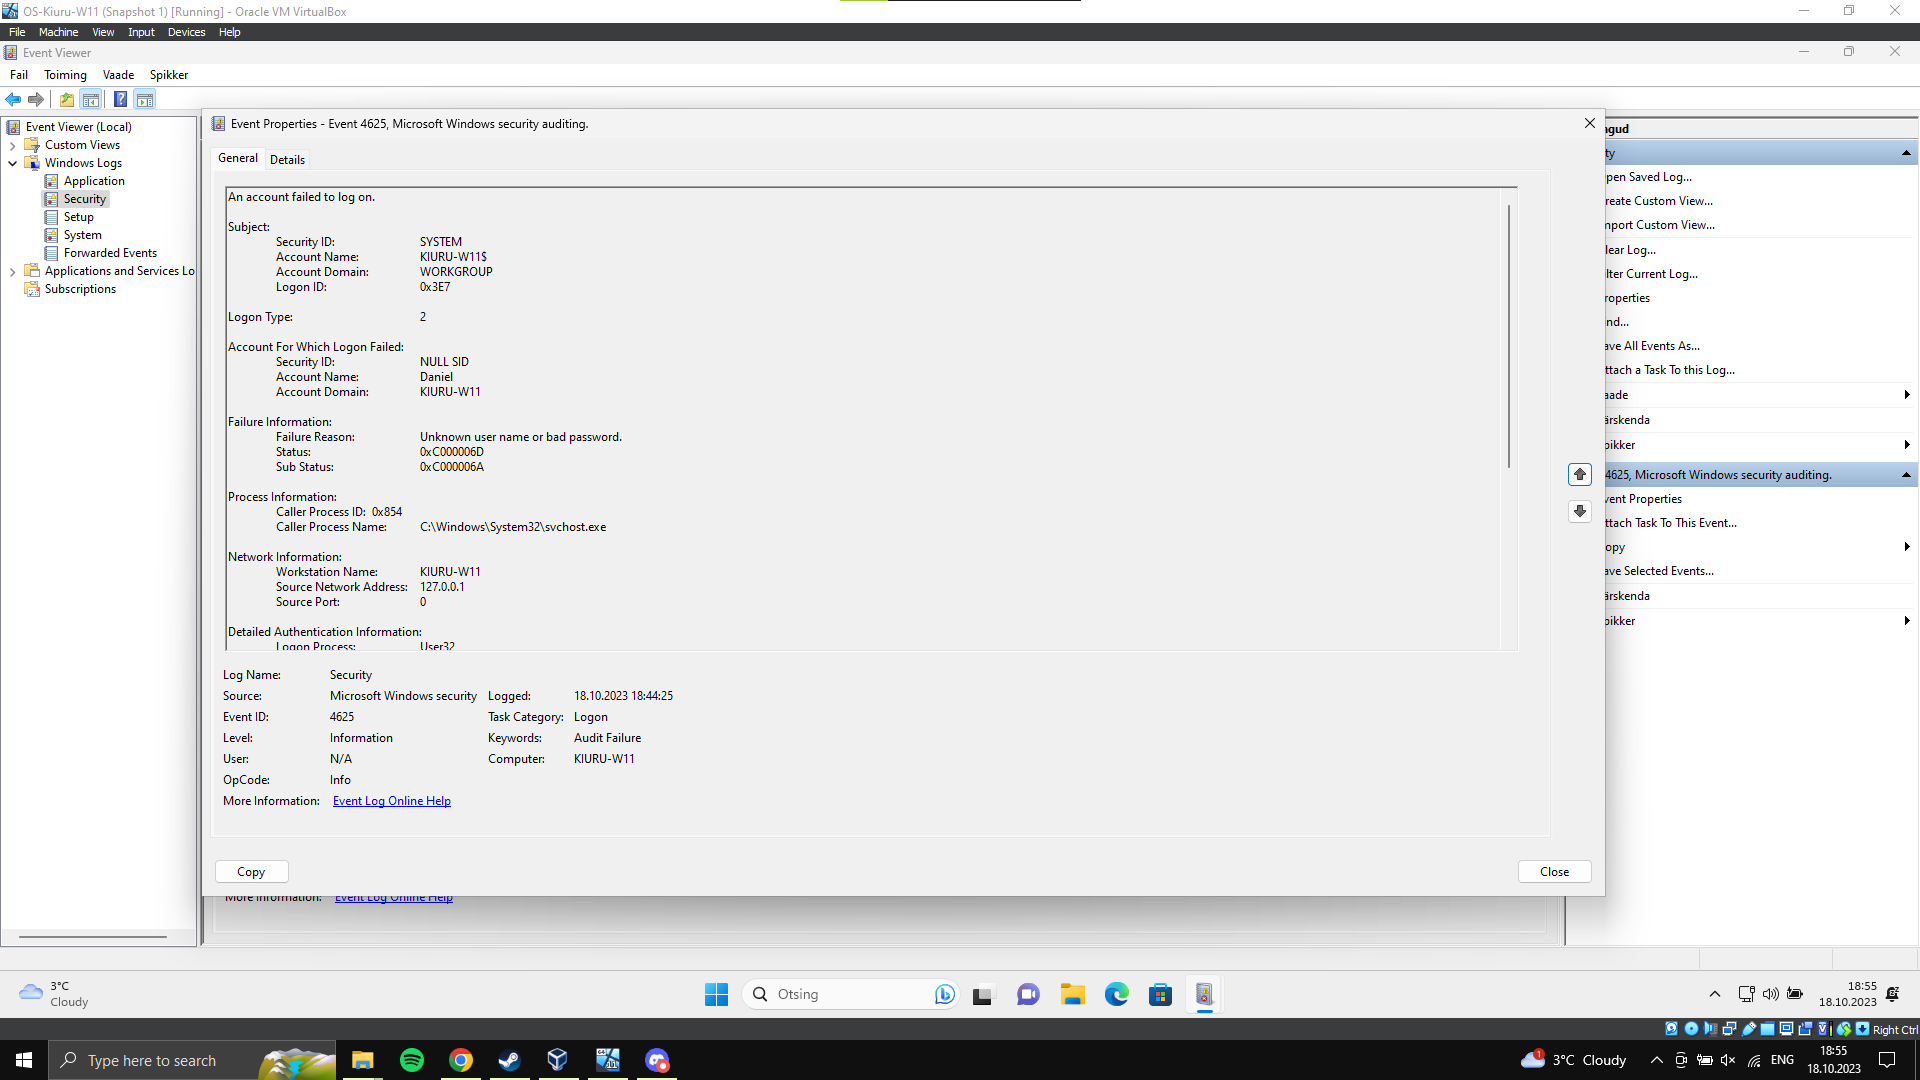 OS-Kiuru-W11 (Snapshot 1) [Running] - Oracle VM VirtualBox
File Machine View Input Devices Help
Event Viewer
Fail Toiming Vaade Spikker
Event Viewer (Local)
Custom Views
Windows Logs
Application
Security
Setup
System
Forwarded Events
Applications and Services Lo
Subscriptions
Event Properties - Event 4625, Microsoft Windows security auditing.
General Details
An account failed to log on.
Subject:
Security ID: SYSTEM
Account Name: KIURU-W11$
Account Domain: WORKGROUP
Logon ID: 0x3E7
Logon Type: 2
Account For Which Logon Failed:
Security ID: NULL SID
Account Name: Daniel
Account Domain: KIURU-W11
Failure Information:
Failure Reason: Unknown user name or bad password.
Status: 0xC000006D
Sub Status: 0xC000006A
Process Information:
Caller Process ID: 0x854
Caller Process Name: C:\Windows\System32\svchost.exe
Network Information:
Workstation Name: KIURU-W11
Source Network Address: 127.0.0.1
Source Port: 0
Detailed Authentication Information:
Logon Process: User32
Log Name: Security
Source: Microsoft Windows security Logged: 18.10.2023 18:44:25
Event ID: 4625 Task Category: Logon
Level: Information Keywords: Audit Failure
User: N/A Computer: KIURU-W11
OpCode: Info
More Information: Event Log Online Help
Copy Close
More Information: Event Log Online Help
ngud
ty
pen Saved Log...
reate Custom View...
nport Custom View...
lear Log...
lter Current Log...
roperties
nd...
ave All Events As...
ttach a Task To this Log...
aade
ärskenda
pikker
4625, Microsoft Windows security auditing.
vent Properties
ttach Task To This Event...
opy
ave Selected Events...
ärskenda
pikker
3°C
Cloudy
Otsing
18:55
18.10.2023
Right Ctrl
Type here to search
1
3°C Cloudy
ENG
18:55
18.10.2023